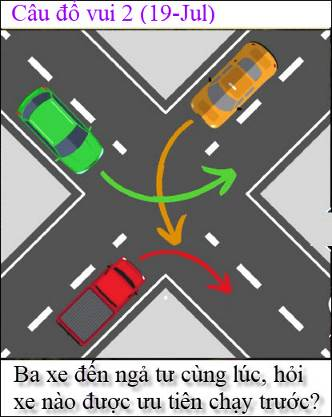 Câu đố vui 2 (19-Jul)
Ba xe đến ngả tư cùng lúc, hỏi
xe nào được ưu tiên chạy trước?